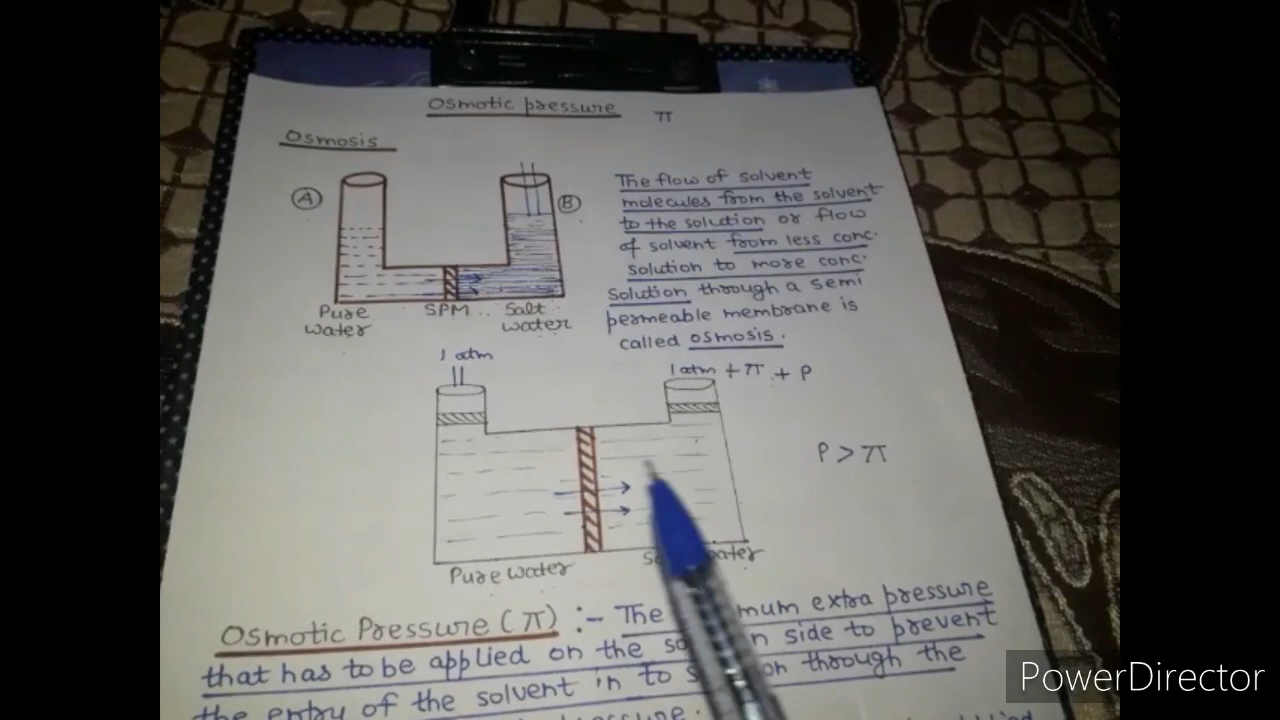 Osmotic pressure π
Osmosis
A
B
The flow of solvent
molecules from the solvent
to the solution or flow
of solvent from less conc.
solution to more conc.
solution through a semi
permeable membrane is
called osmosis.
Pure
water
SPM
Salt
water
1 atm
1 atm + π + P
P > π
Pure water
Osmotic Pressure (π) :- The extra pressure
that has to be applied on the side to prevent
the entry of the solvent in to through the